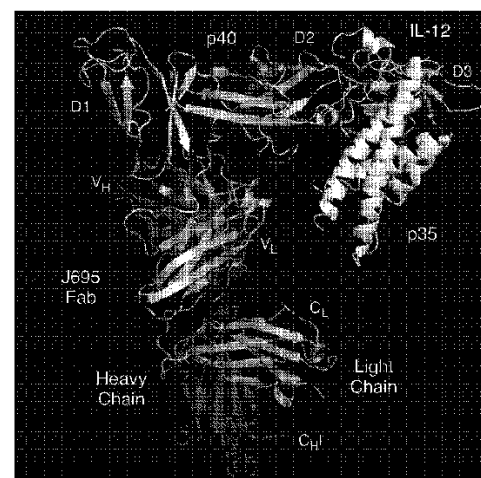 p40
D2
IL-12
D1
D3
V_H
V_L
p35
J695
Fab
C_L
Heavy
Chain
Light
Chain
C_H1